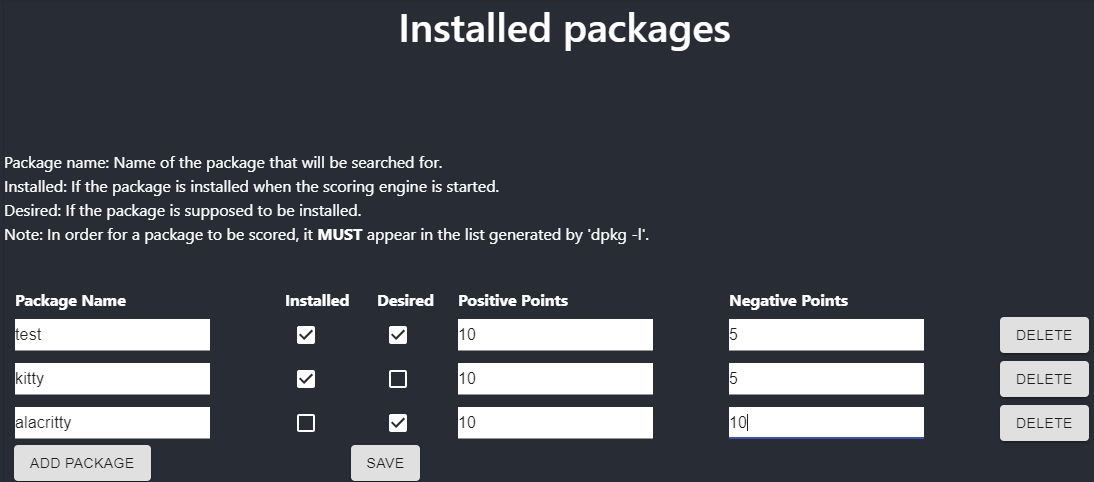 Installed packages
Package name: Name of the package that will be searched for.
Installed: If the package is installed when the scoring engine is started.
Desired: If the package is supposed to be installed.
Note: In order for a package to be scored, it MUST appear in the list generated by 'dpkg -l'.
Package Name Installed Desired Positive Points Negative Points
test 10 5 DELETE
kitty 10 5 DELETE
alacritty 10 10 DELETE
ADD PACKAGE SAVE